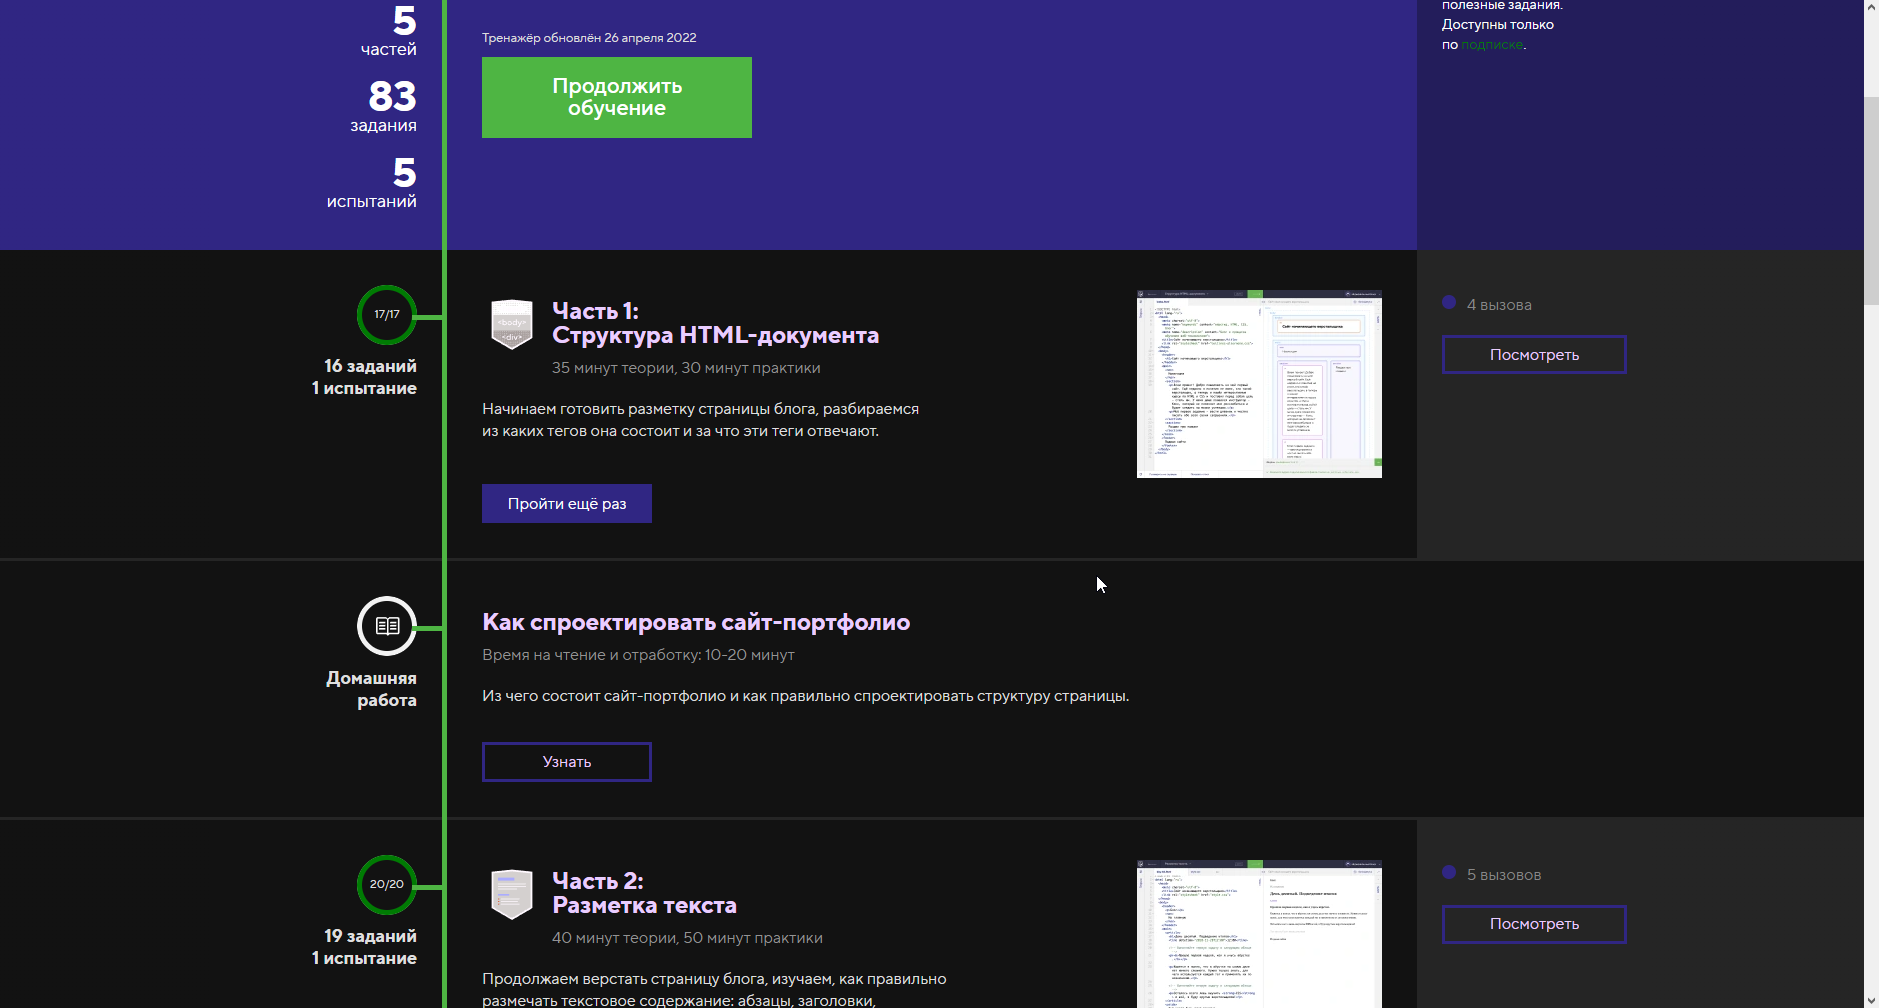 5
частей
83
задания
5
испытаний
Тренажёр обновлён 26 апреля 2022
Продолжить
обучение
полезные задания.
Доступны только
по подписке.
17/17
16 заданий
1 испытание
<body>
<div>
Часть 1:
Структура HTML-документа
35 минут теории, 30 минут практики
Начинаем готовить разметку страницы блога, разбираемся
из каких тегов она состоит и за что эти теги отвечают.
Пройти ещё раз
4 вызова
Посмотреть
Домашняя
работа
Как спроектировать сайт-портфолио
Время на чтение и отработку: 10-20 минут
Из чего состоит сайт-портфолио и как правильно спроектировать структуру страницы.
Узнать
20/20
19 заданий
1 испытание
Часть 2:
Разметка текста
40 минут теории, 50 минут практики
Продолжаем верстать страницу блога, изучаем, как правильно
размечать текстовое содержание: абзацы, заголовки,
5 вызовов
Посмотреть